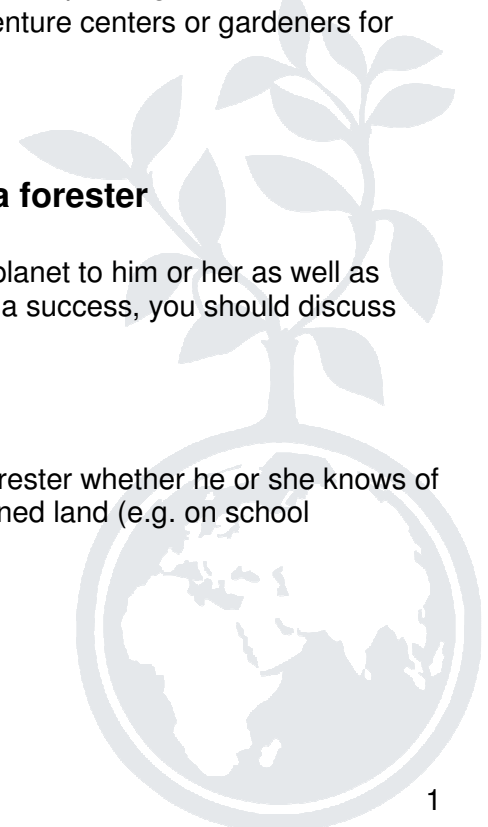 enture centers or gardeners for
a forester
planet to him or her as well as
a success, you should discuss
rester whether he or she knows of
ned land (e.g. on school
1